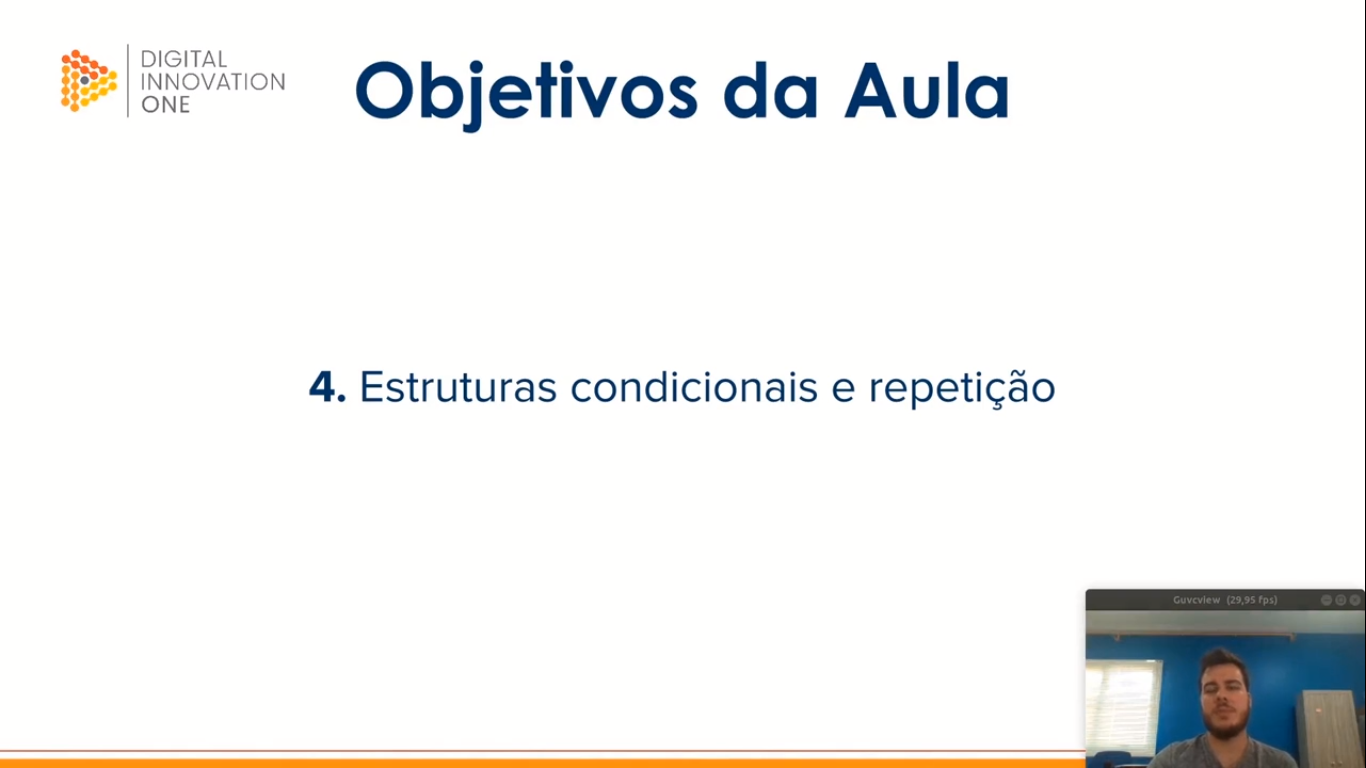 DIGITAL
INNOVATION
ONE
Objetivos da Aula
4. Estruturas condicionais e repetição
Guvcview (29,95 fps)